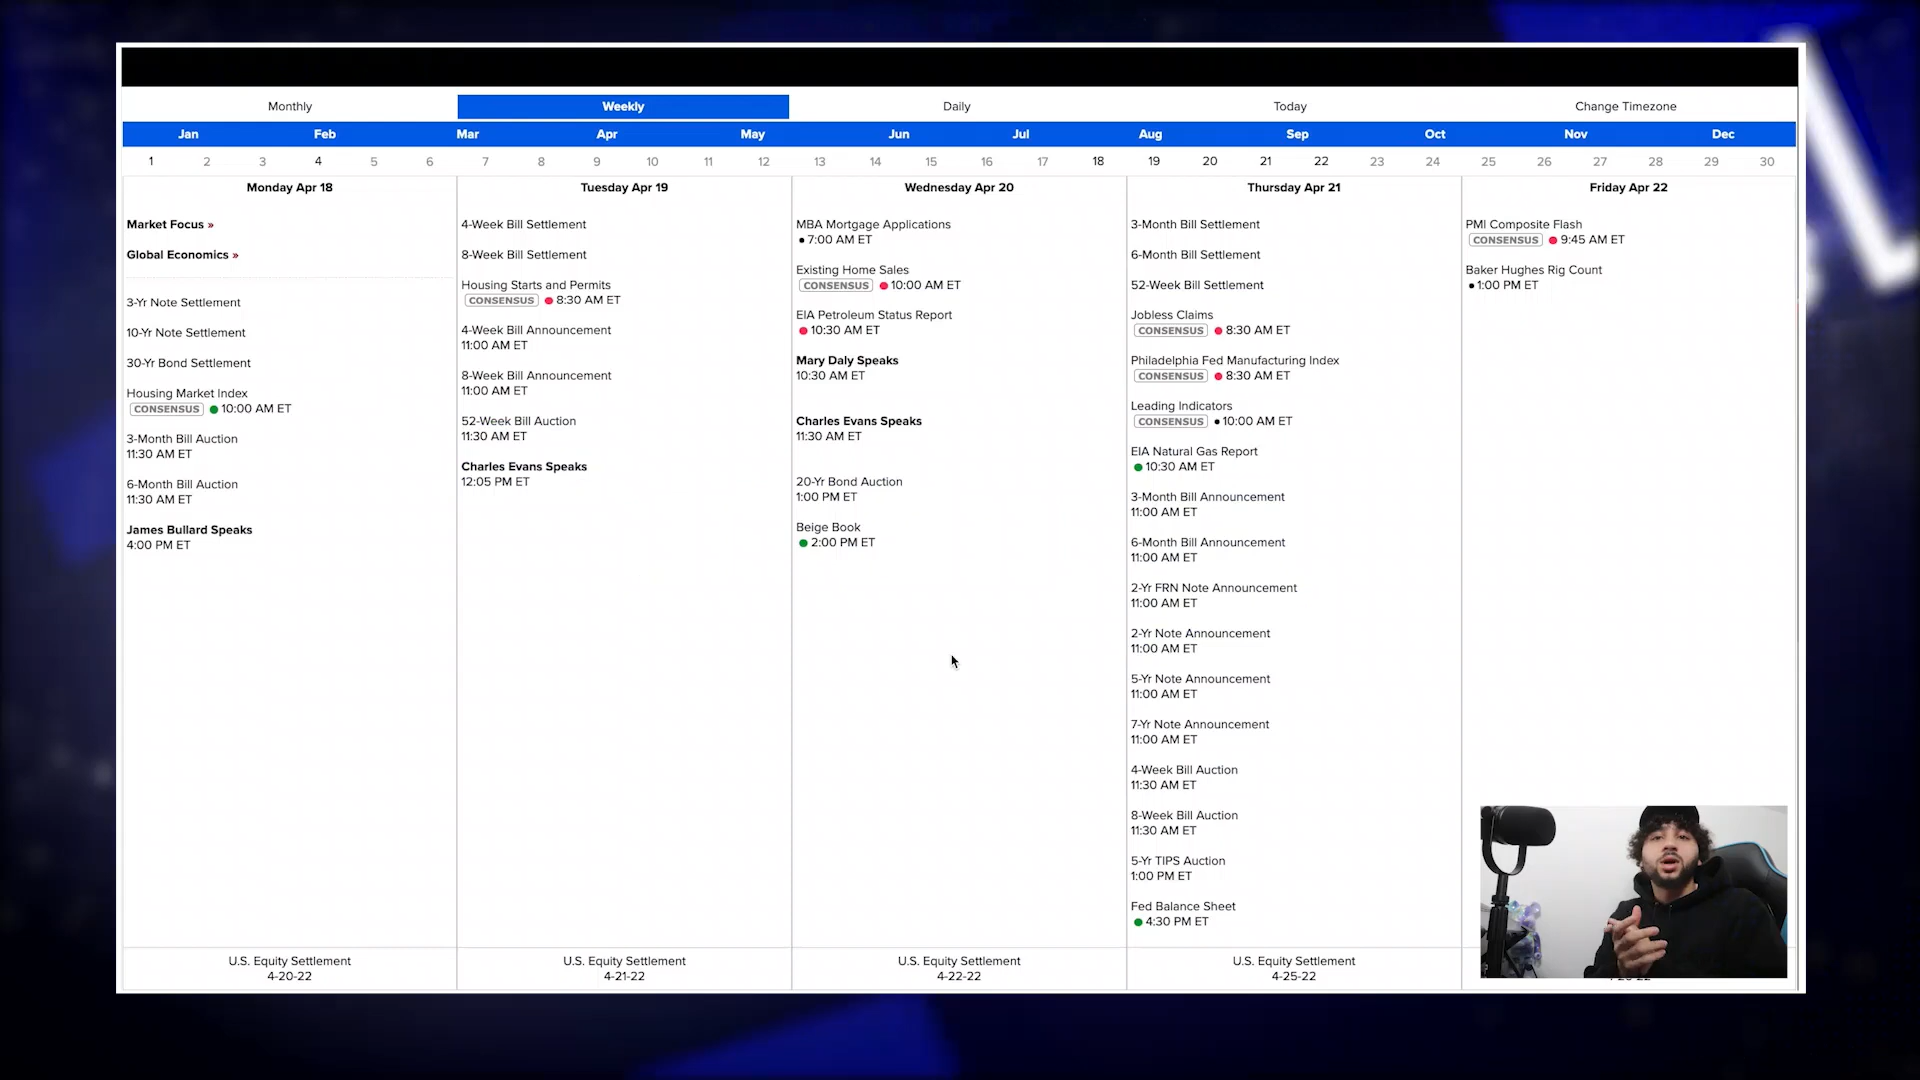 Monthly
Weekly
Daily
Today
Change Timezone
Jan Feb Mar Apr May Jun Jul Aug Sep Oct Nov Dec
1 2 3 4 5 6 7 8 9 10 11 12 13 14 15 16 17 18 19 20 21 22 23 24 25 26 27 28 29 30
Monday Apr 18
Market Focus »
Global Economics »
3-Yr Note Settlement
10-Yr Note Settlement
30-Yr Bond Settlement
Housing Market Index
CONSENSUS 10:00 AM ET
3-Month Bill Auction
11:30 AM ET
6-Month Bill Auction
11:30 AM ET
James Bullard Speaks
4:00 PM ET
U.S. Equity Settlement
4-20-22
Tuesday Apr 19
4-Week Bill Settlement
8-Week Bill Settlement
Housing Starts and Permits
CONSENSUS 8:30 AM ET
4-Week Bill Announcement
11:00 AM ET
8-Week Bill Announcement
11:00 AM ET
52-Week Bill Auction
11:30 AM ET
Charles Evans Speaks
12:05 PM ET
U.S. Equity Settlement
4-21-22
Wednesday Apr 20
MBA Mortgage Applications
7:00 AM ET
Existing Home Sales
CONSENSUS 10:00 AM ET
EIA Petroleum Status Report
10:30 AM ET
Mary Daly Speaks
10:30 AM ET
Charles Evans Speaks
11:30 AM ET
20-Yr Bond Auction
1:00 PM ET
Beige Book
2:00 PM ET
U.S. Equity Settlement
4-22-22
Thursday Apr 21
3-Month Bill Settlement
6-Month Bill Settlement
52-Week Bill Settlement
Jobless Claims
CONSENSUS 8:30 AM ET
Philadelphia Fed Manufacturing Index
CONSENSUS 8:30 AM ET
Leading Indicators
CONSENSUS 10:00 AM ET
EIA Natural Gas Report
10:30 AM ET
3-Month Bill Announcement
11:00 AM ET
6-Month Bill Announcement
11:00 AM ET
2-Yr FRN Note Announcement
11:00 AM ET
2-Yr Note Announcement
11:00 AM ET
5-Yr Note Announcement
11:00 AM ET
7-Yr Note Announcement
11:00 AM ET
4-Week Bill Auction
11:30 AM ET
8-Week Bill Auction
11:30 AM ET
5-Yr TIPS Auction
1:00 PM ET
Fed Balance Sheet
4:30 PM ET
U.S. Equity Settlement
4-25-22
Friday Apr 22
PMI Composite Flash
CONSENSUS 9:45 AM ET
Baker Hughes Rig Count
1:00 PM ET